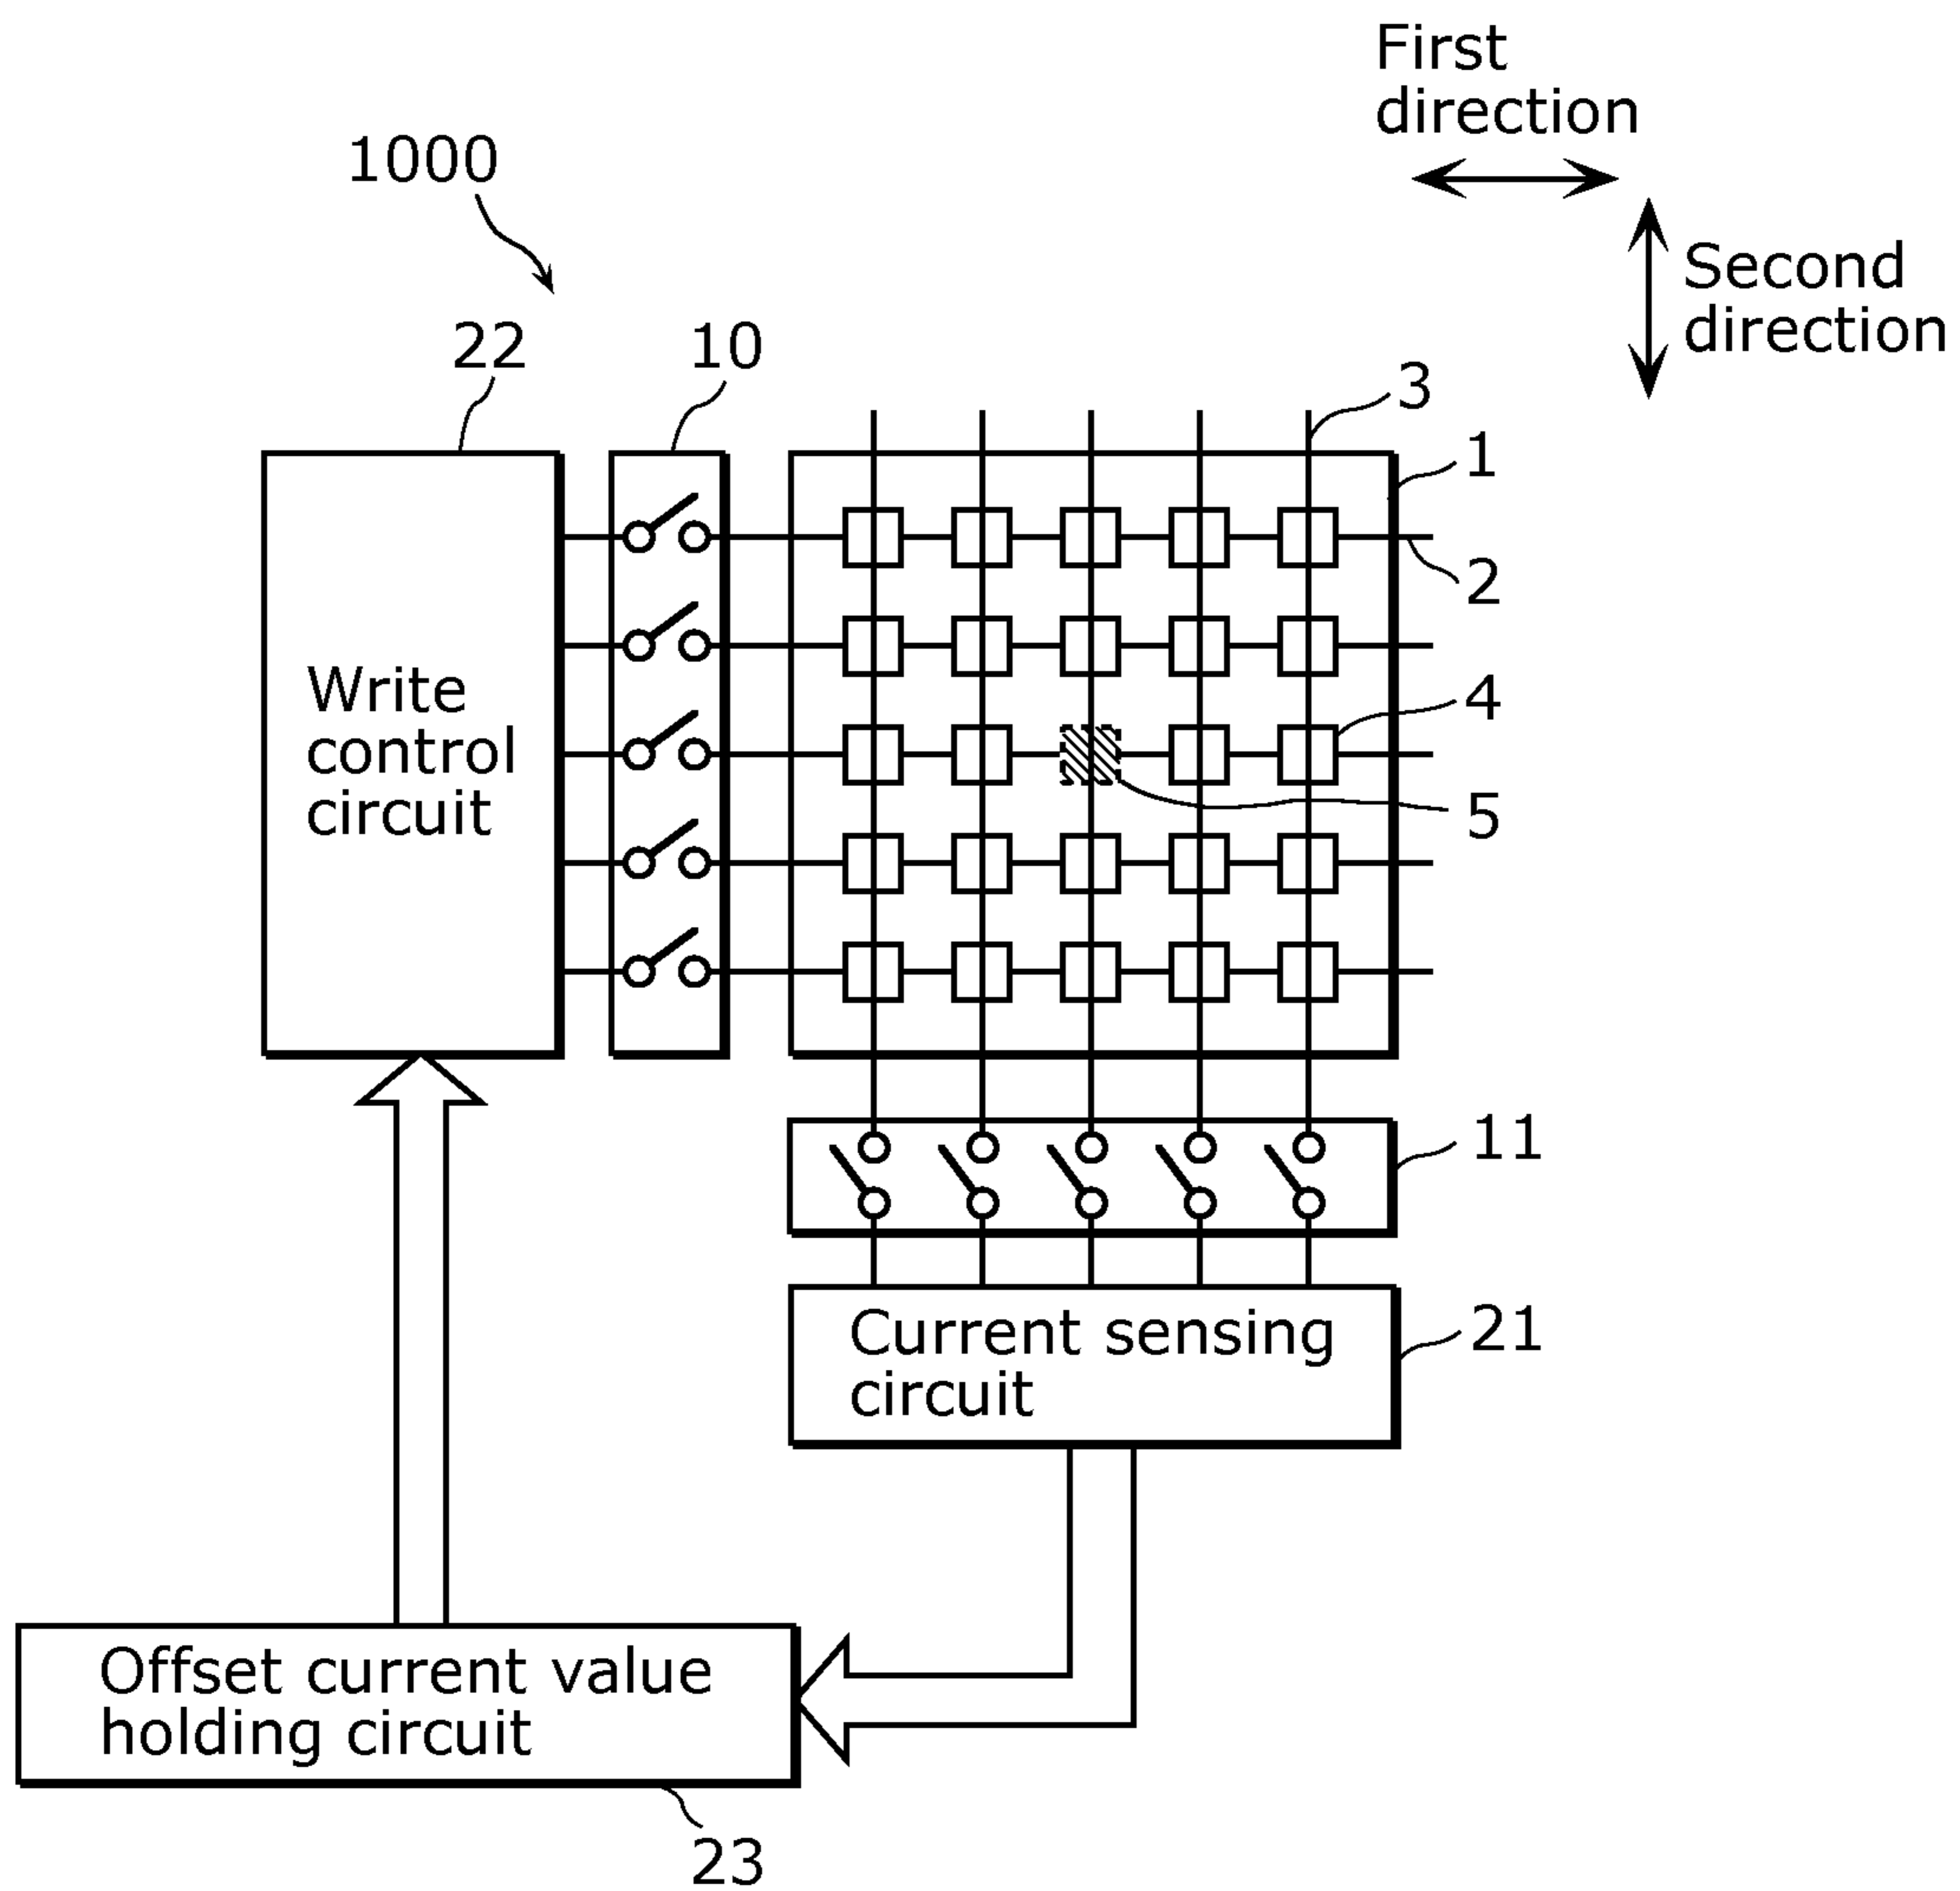 First
direction
1000
Second
direction
22
10
3
1
2
Write
control
circuit
4
5
11
Current sensing
circuit
21
Offset current value
holding circuit
23